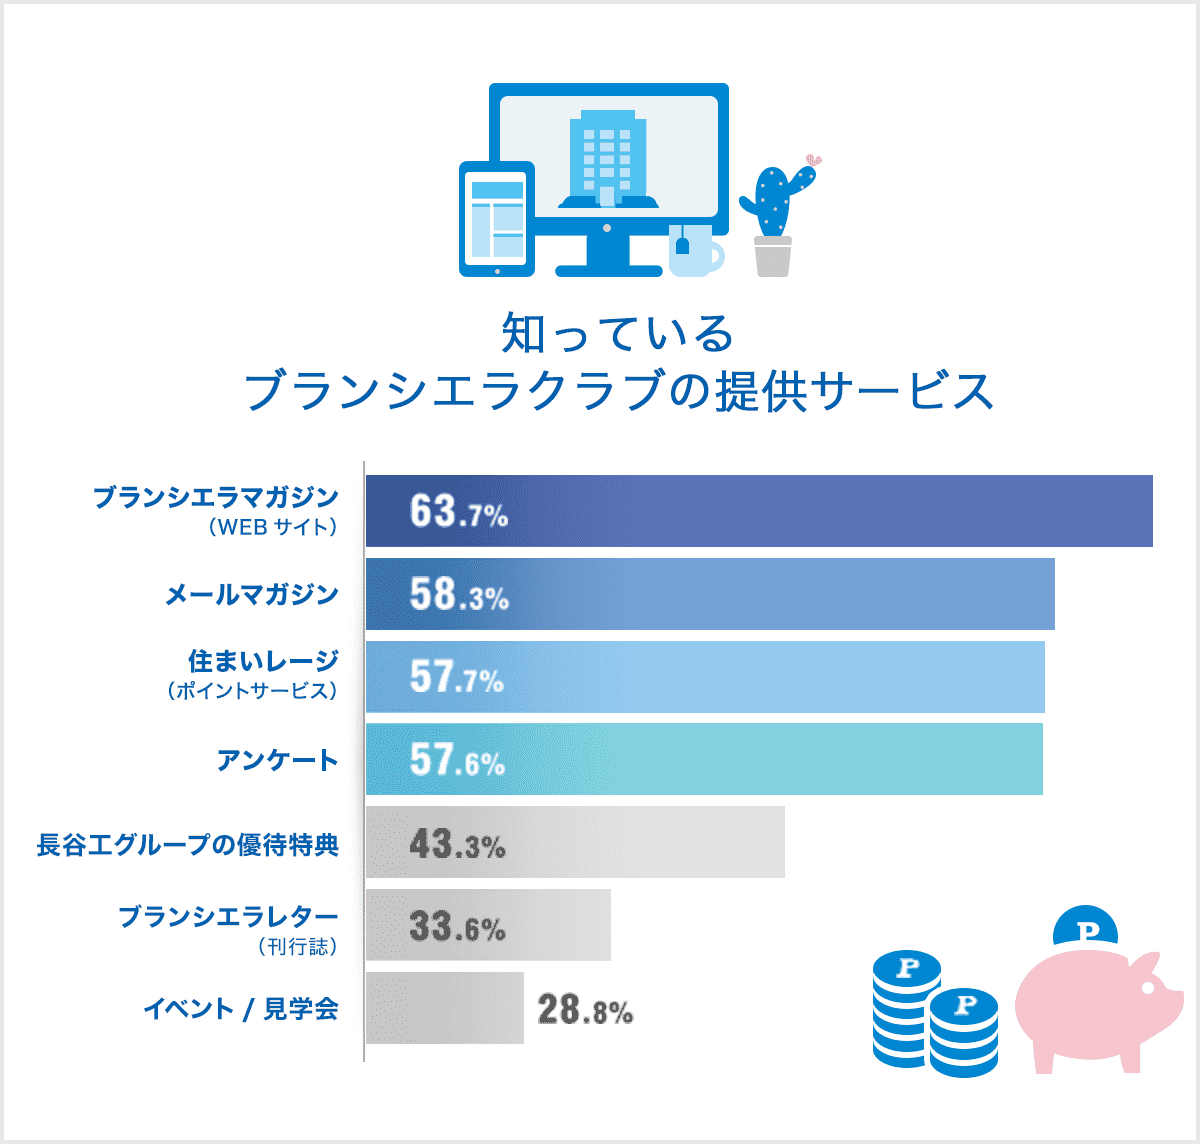 知っている
ブランシエラクラブの提供サービス
ブランシエラマガジン
（WEB サイト）
63.7%
メールマガジン
58.3%
住まいレージ
（ポイントサービス）
57.7%
アンケート
57.6%
長谷工グループの優待特典
43.3%
ブランシエラレター
（刊行誌）
33.6%
イベント / 見学会
28.8%
P
P
P